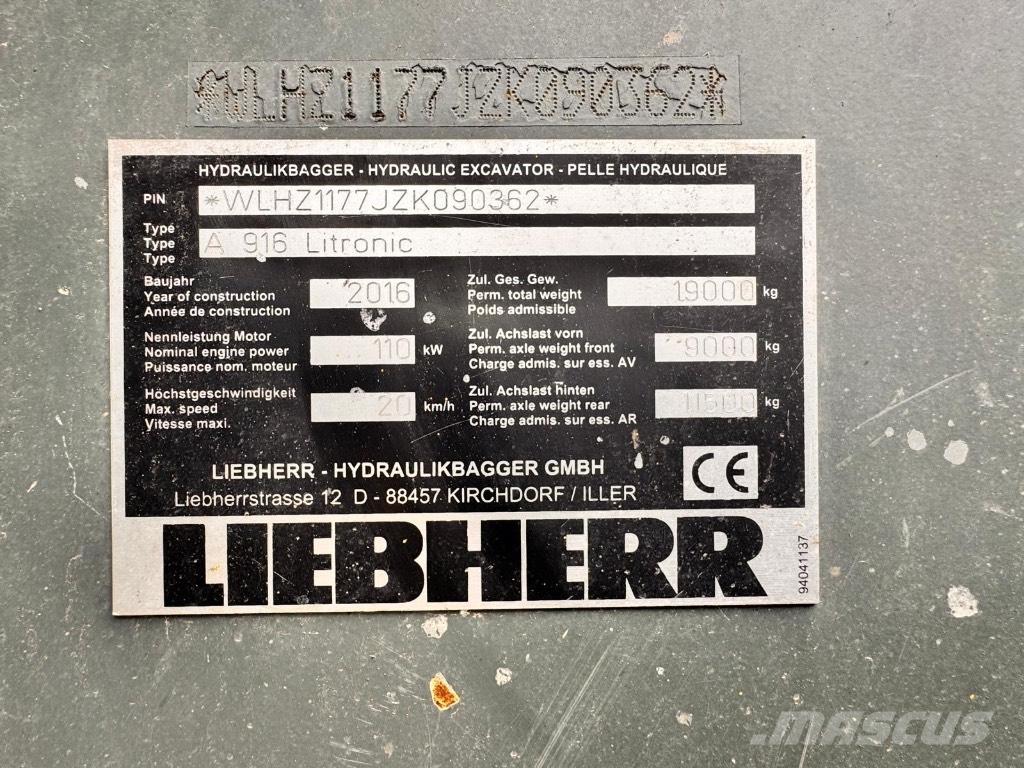 *WLHZ1177JZK090362*
HYDRAULIKBAGGER - HYDRAULIC EXCAVATOR - PELLE HYDRAULIQUE
PIN *WLHZ1177JZK090362*
Type
Type A 916 Litronic
Type
Baujahr
Year of construction 2016
Année de construction
Zul. Ges. Gew.
Perm. total weight 19000 kg
Poids admissible
Nennleistung Motor
Nominal engine power 110 kW
Puissance nom. moteur
Zul. Achslast vorn
Perm. axle weight front 9000 kg
Charge admis. sur ess. AV
Höchstgeschwindigkeit
Max. speed 20 km/h
Vitesse maxi.
Zul. Achslast hinten
Perm. axle weight rear 11500 kg
Charge admis. sur ess. AR
LIEBHERR - HYDRAULIKBAGGER GMBH
Liebherrstrasse 12 D - 88457 KIRCHDORF / ILLER
CE
LIEBHERR
94041137
MASCUS